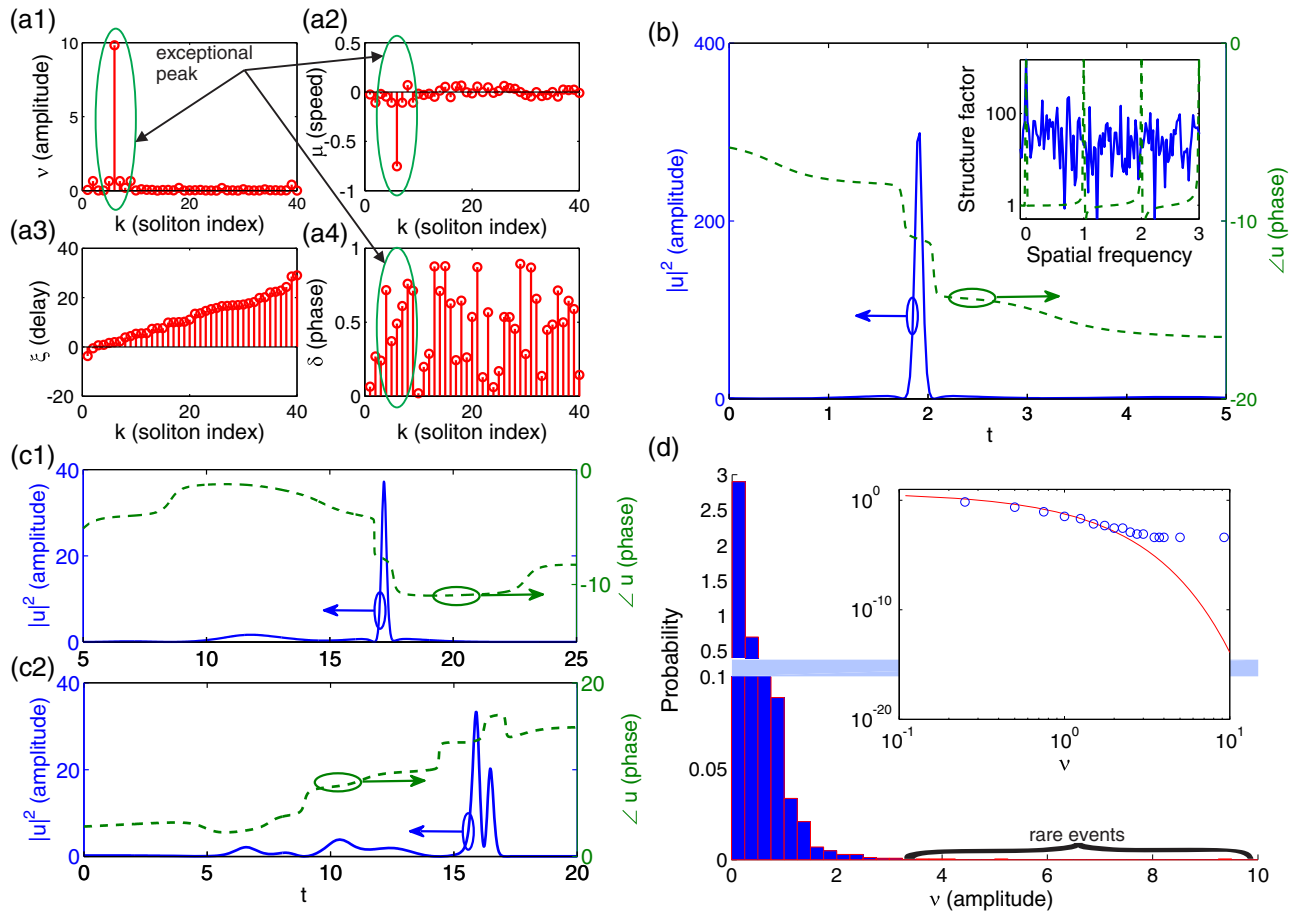 (a1)
10
5
0
0
20
40
ν (amplitude)
k (soliton index)
exceptional
peak
(a2)
0.5
0
-0.5
-1
0
20
40
μ (speed)
k (soliton index)
(a3)
40
20
0
-20
0
20
40
ξ (delay)
k (soliton index)
(a4)
1
0.5
0
0
20
40
δ (phase)
k (soliton index)
(b)
400
200
0
|u|² (amplitude)
0
1
2
3
4
5
t
0
-10
-20
∠u (phase)
100
1
Structure factor
0
1
2
3
Spatial frequency
(c1)
40
20
0
|u|² (amplitude)
5
10
15
20
25
0
-10
∠ u (phase)
(c2)
40
20
0
|u|² (amplitude)
0
5
10
15
20
t
20
10
0
∠ u (phase)
(d)
3
2.5
2
1.5
1
0.5
0.1
0.05
0
Probability
0
2
4
6
8
10
ν (amplitude)
rare events
10⁰
10⁻¹⁰
10⁻²⁰
10⁻¹
10⁰
10¹
ν